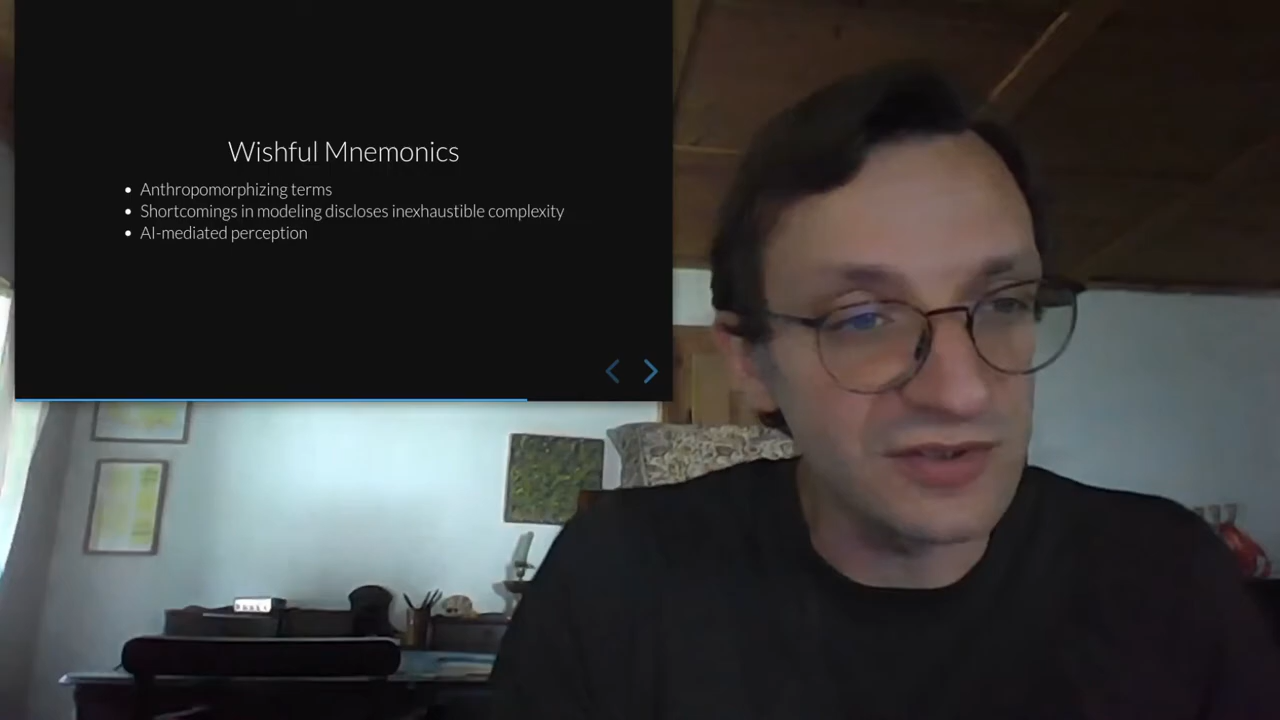 Wishful Mnemonics
Anthropomorphizing terms
Shortcomings in modeling discloses inexhaustible complexity
AI-mediated perception